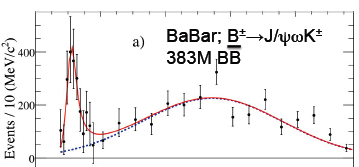 a)
BaBar; B±→J/ψωK±
383M BB̅
Events / 10 (MeV/c²)
400
200
0